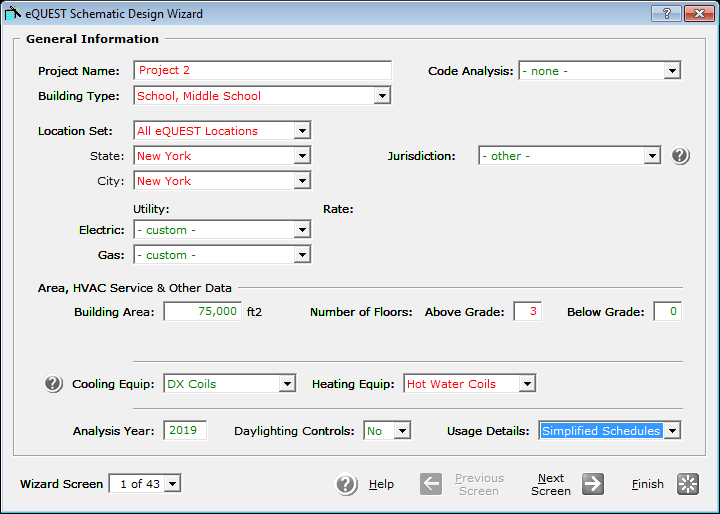 eQUEST Schematic Design Wizard
General Information
Project Name: Project 2 Code Analysis: - none -
Building Type: School, Middle School
Location Set: All eQUEST Locations
State: New York Jurisdiction: - other -
City: New York
Utility: Rate:
Electric: - custom -
Gas: - custom -
Area, HVAC Service & Other Data
Building Area: 75,000 ft2 Number of Floors: Above Grade: 3 Below Grade: 0
Cooling Equip: DX Coils Heating Equip: Hot Water Coils
Analysis Year: 2019 Daylighting Controls: No Usage Details: Simplified Schedules
Wizard Screen 1 of 43 Help Previous Screen Next Screen Finish